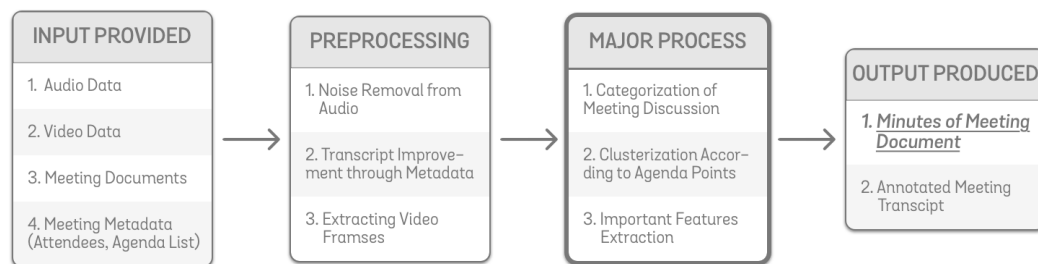 INPUT PROVIDED
1. Audio Data
2. Video Data
3. Meeting Documents
4. Meeting Metadata
(Attendees, Agenda List)
PREPROCESSING
1. Noise Removal from
Audio
2. Transcript Improve-
ment through Metadata
3. Extracting Video
Framses
MAJOR PROCESS
1. Categorization of
Meeting Discussion
2. Clusterization Accor-
ding to Agenda Points
3. Important Features
Extraction
OUTPUT PRODUCED
1. Minutes of Meeting
Document
2. Annotated Meeting
Transcipt